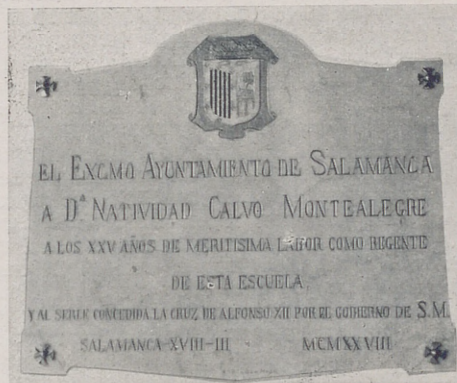 EL EXCMO AYUNTAMIENTO DE SALAMANCA
A Dª NATIVIDAD CALVO MONTEALEGRE
A LOS XXV AÑOS DE MERITISIMA LABOR COMO REGENTE
DE ESTA ESCUELA
Y AL SERLE CONCEDIDA LA CRUZ DE ALFONSO XII POR EL GOBIERNO DE S.M.
SALAMANCA-XVIII-III MCMXXVIII